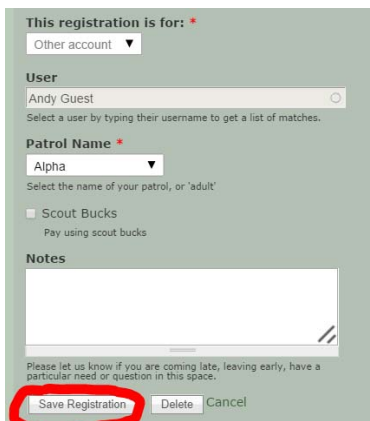 This registration is for: *
Other account ▼
User
Andy Guest
Select a user by typing their username to get a list of matches.
Patrol Name *
Alpha ▼
Select the name of your patrol, or 'adult'
Scout Bucks
Pay using scout bucks
Notes
Please let us know if you are coming late, leaving early, have a
particular need or question in this space.
Save Registration Delete Cancel